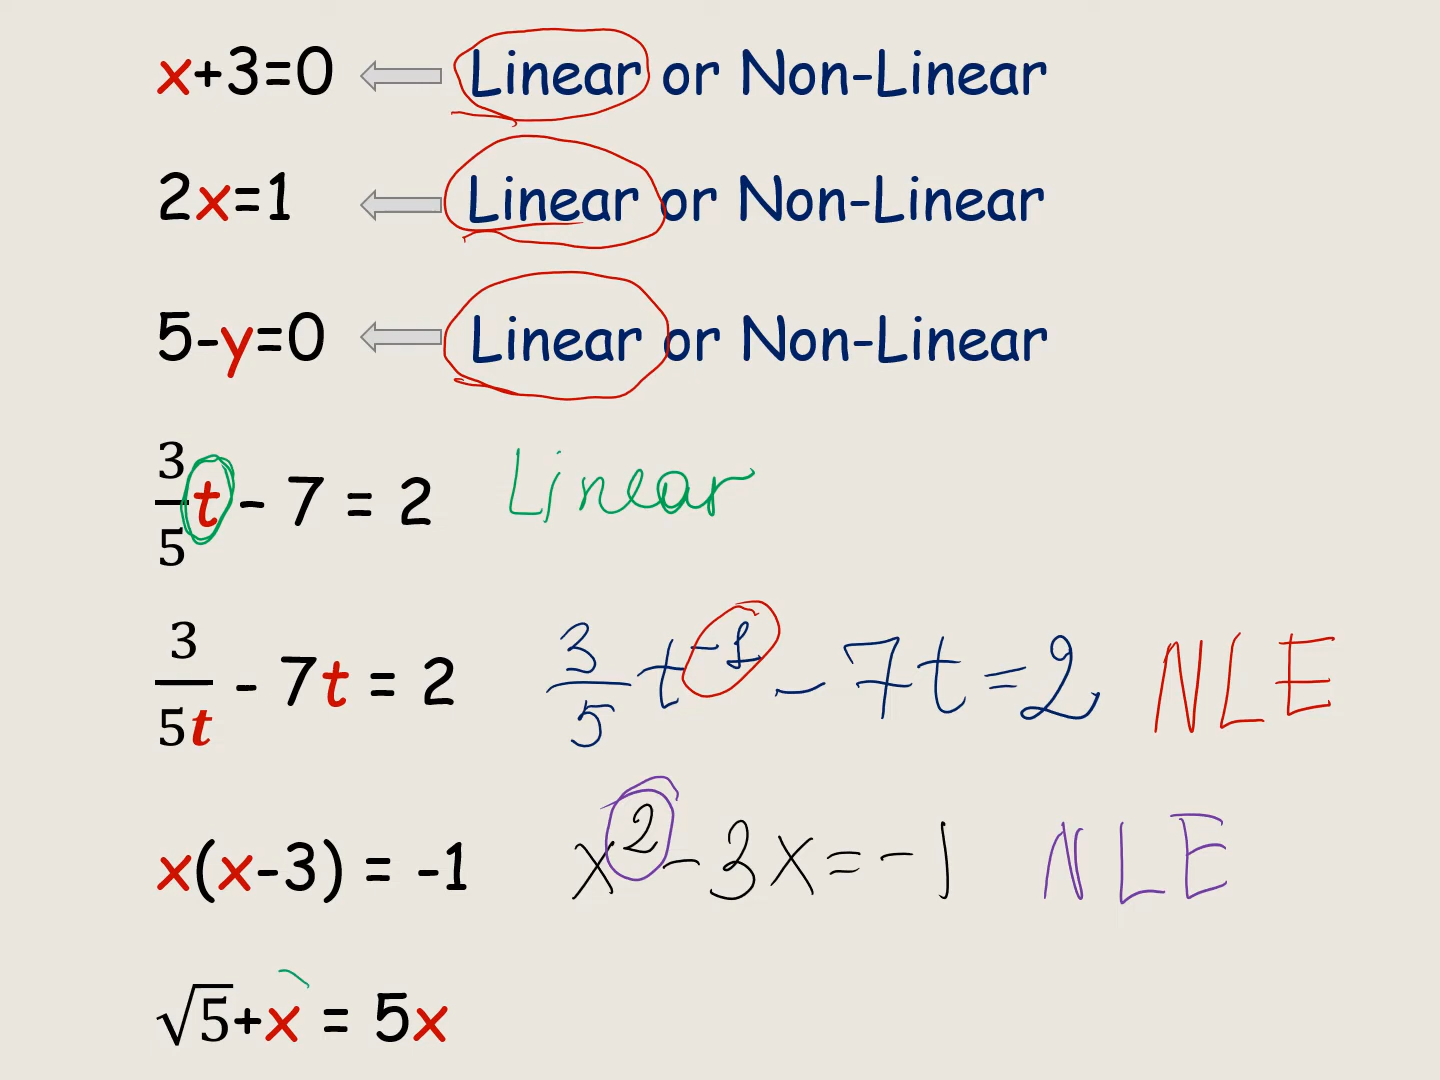 x+3=0 Linear or Non-Linear
2x=1 Linear or Non-Linear
5-y=0 Linear or Non-Linear
3/5 t - 7 = 2 Linear
3/5t - 7t = 2 3/5 t⁻¹ - 7t = 2 NLE
x(x-3) = -1 x² - 3x = -1 NLE
√5+x = 5x